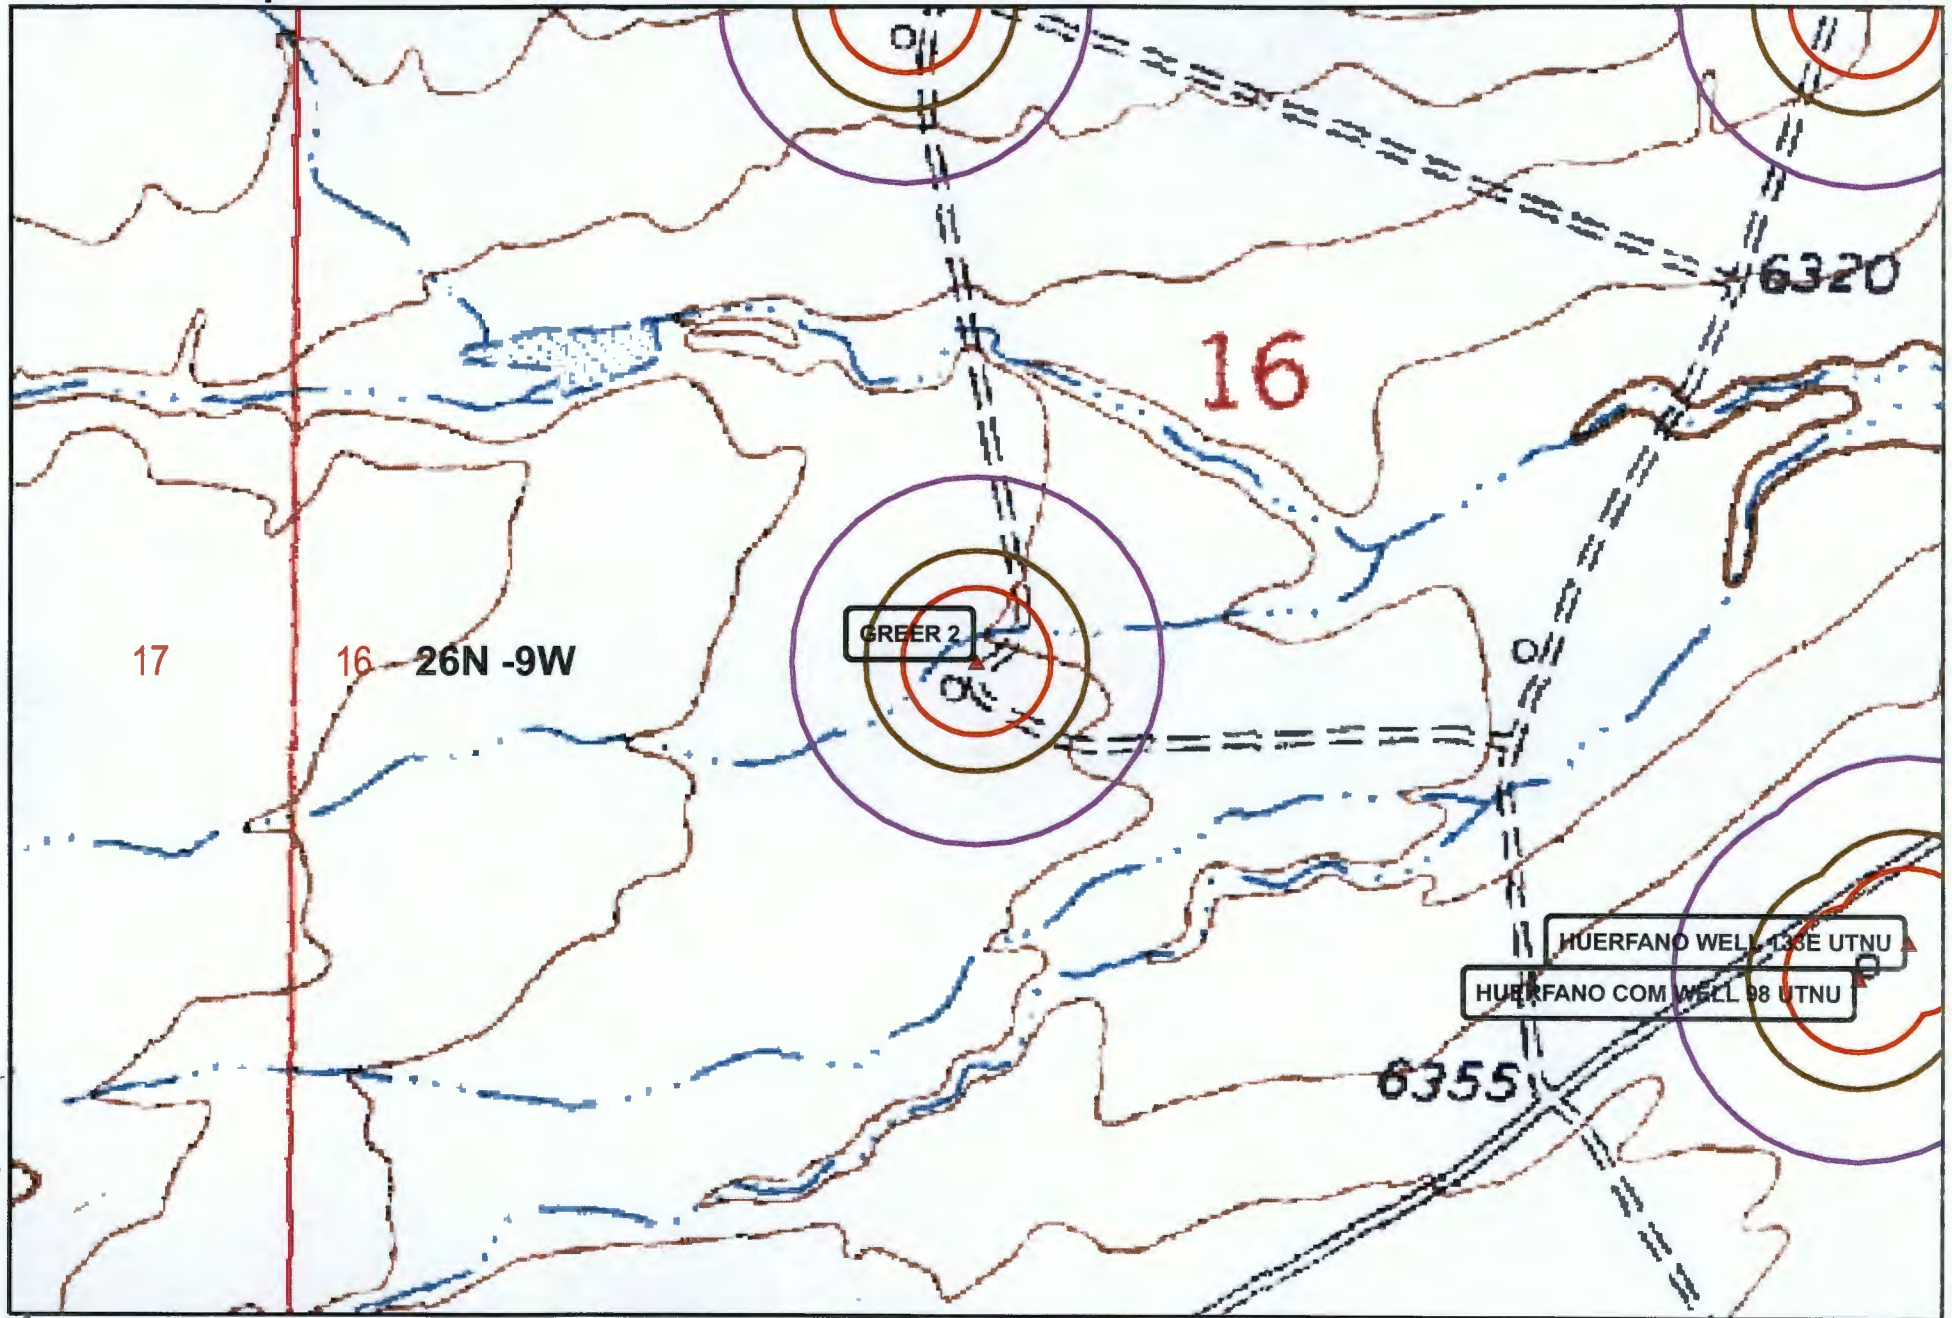 6320
16
GREER 2
17
16
26N -9W
HUERFANO WELL 133E UTNU
HUERFANO COM WELL 98 UTNU
6355